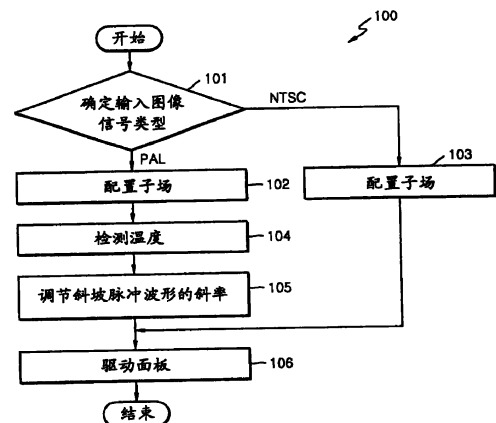 开始
100
101
确定输入图像
信号类型
NTSC
PAL
103
配置子场
102
配置子场
检测温度
104
调节斜坡脉冲波形的斜率
105
驱动面板
106
结束